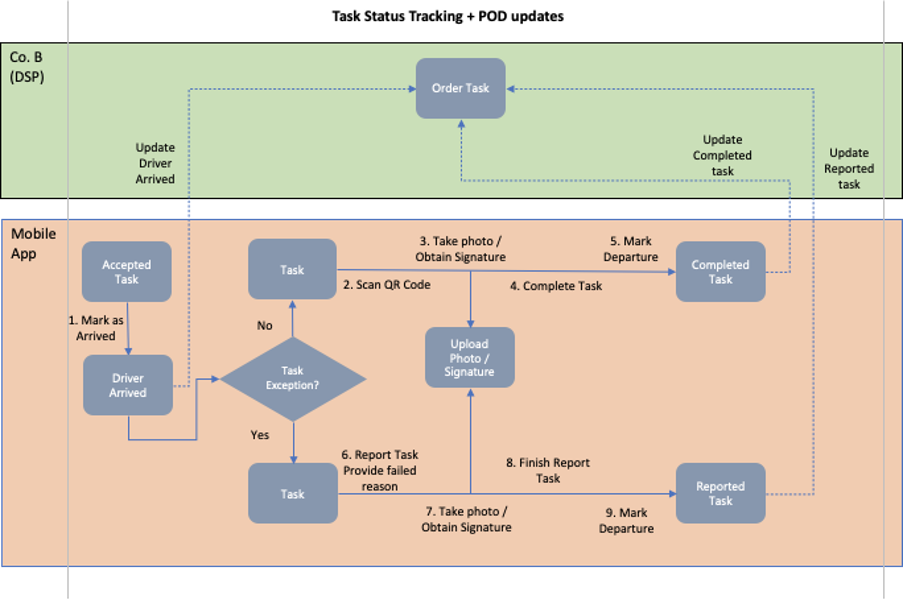 Task Status Tracking + POD updates
Co. B
(DSP)
Order Task
Update
Driver
Arrived
Update
Completed
task
Update
Reported
task
Mobile
App
Accepted
Task
1. Mark as
Arrived
Driver
Arrived
Task
No
Task
Exception?
Yes
Task
2. Scan QR Code
3. Take photo /
Obtain Signature
4. Complete Task
5. Mark
Departure
Completed
Task
Upload
Photo /
Signature
6. Report Task
Provide failed
reason
7. Take photo /
Obtain Signature
8. Finish Report
Task
9. Mark
Departure
Reported
Task